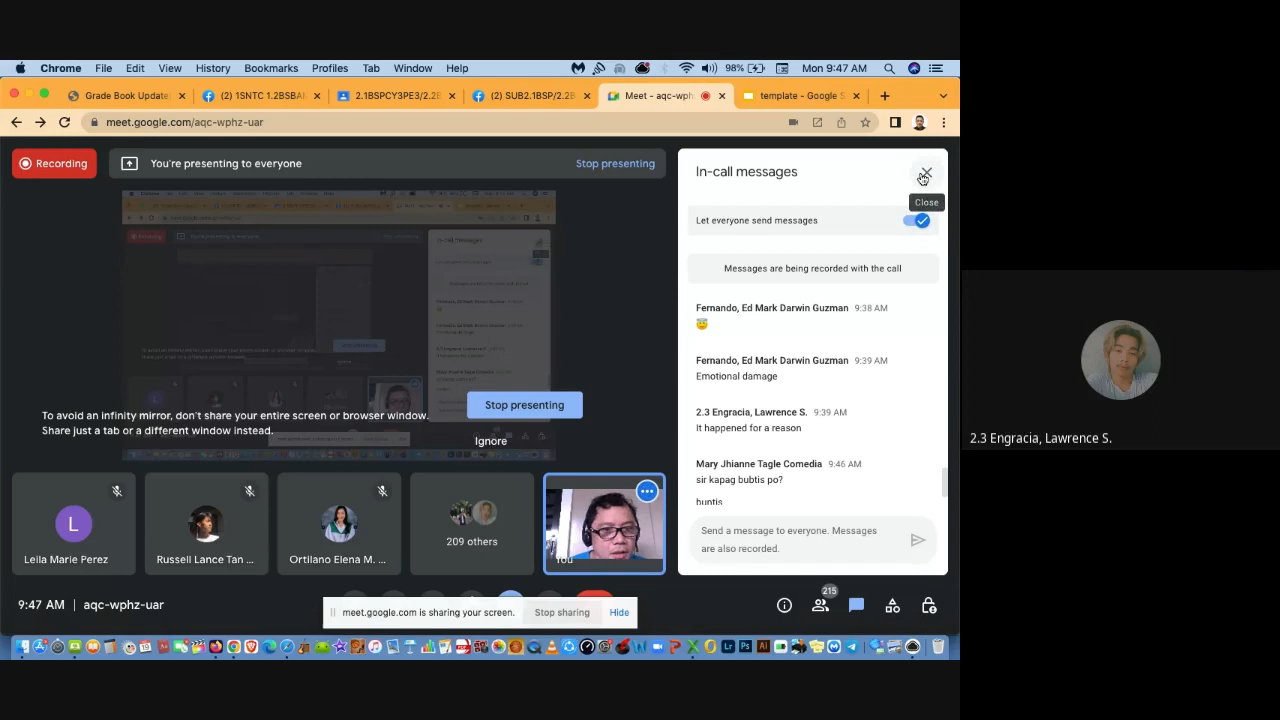 Chrome File Edit View History Bookmarks Profiles Tab Window Help 98% Mon 9:47 AM
Grade Book Update (2) 1SNTC 1.2BSBA 2.1BSPCY3PE3/2.2B (2) SUB2.1BSP/2.2B Meet - aqc-wph template - Google S
meet.google.com/aqc-wphz-uar
Recording
You're presenting to everyone
Stop presenting
To avoid an infinity mirror, don't share your entire screen or browser window.
Share just a tab or a different window instead.
Stop presenting
Ignore
In-call messages
Close
Let everyone send messages
Messages are being recorded with the call
Fernando, Ed Mark Darwin Guzman 9:38 AM
Fernando, Ed Mark Darwin Guzman 9:39 AM
Emotional damage
2.3 Engracia, Lawrence S. 9:39 AM
It happened for a reason
Mary Jhianne Tagle Comedia 9:46 AM
sir kapag bubtis po?
buntis
Send a message to everyone. Messages
are also recorded.
L
Leila Marie Perez
Russell Lance Tan ...
Ortilano Elena M. ...
209 others
You
9:47 AM | aqc-wphz-uar
meet.google.com is sharing your screen. Stop sharing Hide
215
2.3 Engracia, Lawrence S.